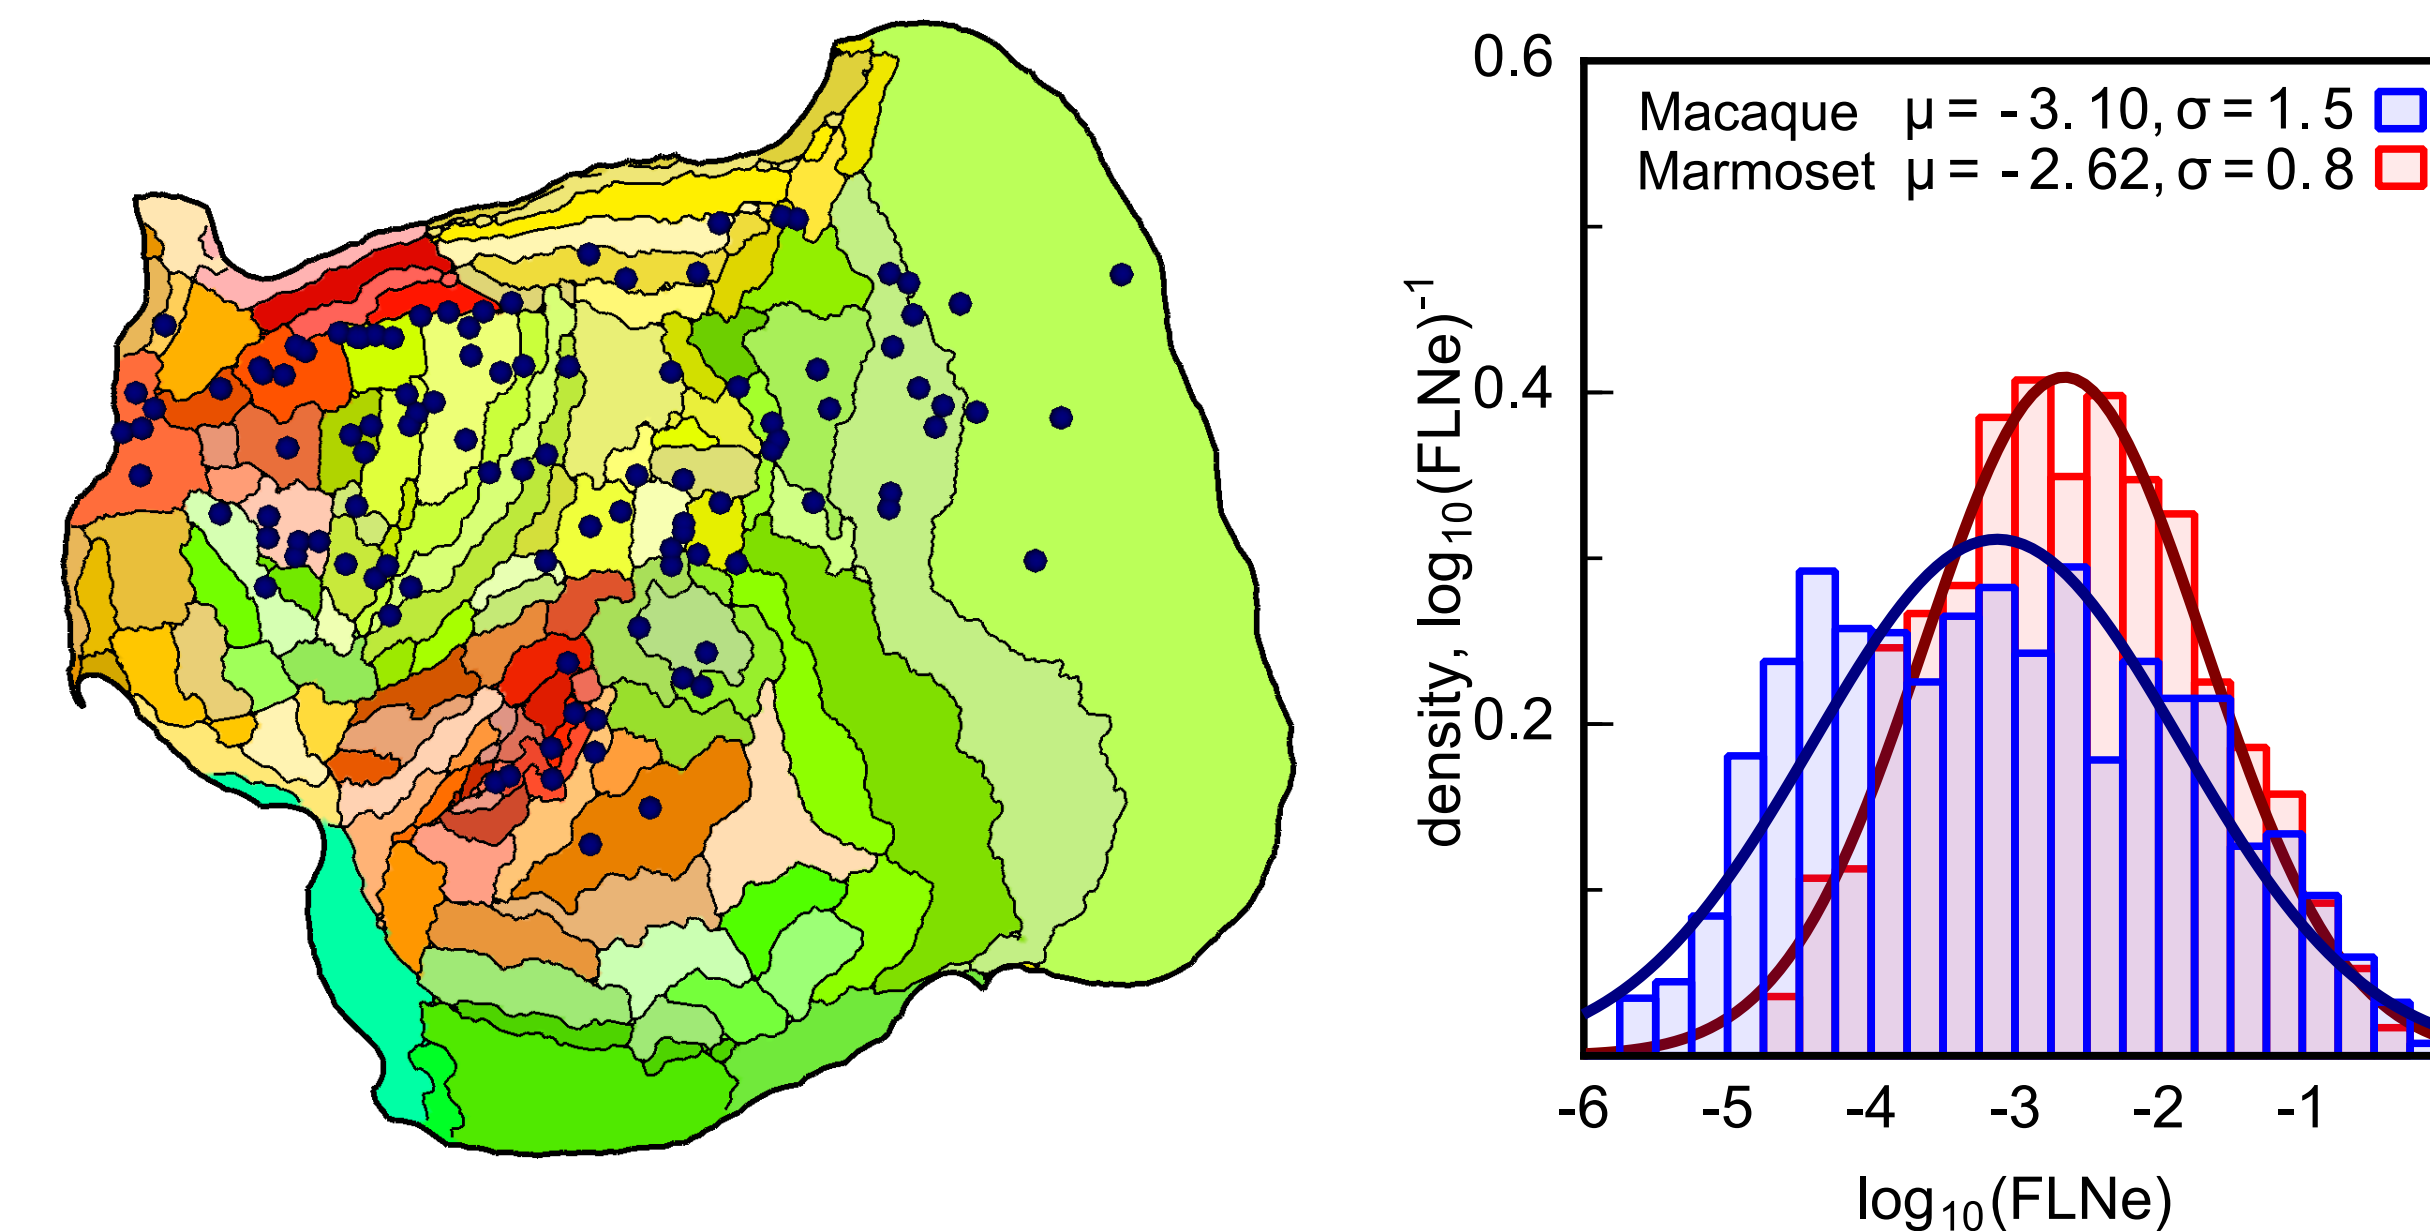 0.6
Macaque μ = -3.10, σ = 1.5
Marmoset μ = -2.62, σ = 0.8
0.4
0.2
density, log₁₀(FLNe)⁻¹
-6 -5 -4 -3 -2 -1
log₁₀(FLNe)